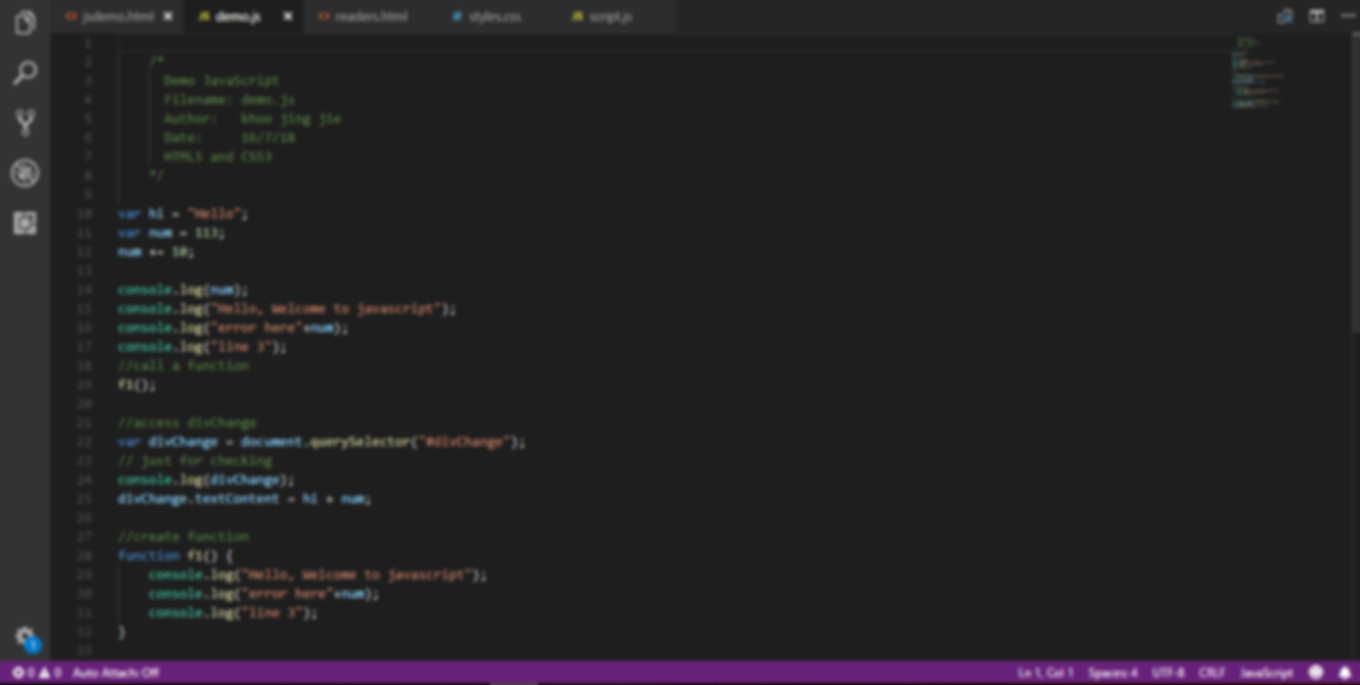 jsdemo.html demo.js readers.html styles.css script.js
1
2 /*
3 Demo JavaScript
4 Filename: demo.js
5 Author: khoo jing jie
6 Date: 16/7/18
7 HTML5 and CSS3
8 */
9
10 var hi = "Hello";
11 var num = 113;
12 num += 10;
13
14 console.log(num);
15 console.log("Hello, Welcome to javascript");
16 console.log("error here"+num);
17 console.log("line 3");
18 //call a function
19 f1();
20
21 //access divChange
22 var divChange = document.querySelector("#divChange");
23 // just for checking
24 console.log(divChange);
25 divChange.textContent = hi + num;
26
27 //create function
28 function f1() {
29 console.log("Hello, Welcome to javascript");
30 console.log("error here"+num);
31 console.log("line 3");
32 }
33
0 0 Auto Attach: Off Ln 1, Col 1 Spaces: 4 UTF-8 CRLF JavaScript